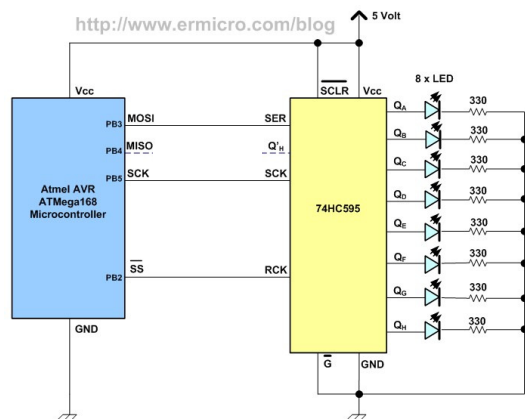 http://www.ermicro.com/blog
5 Volt
Vcc
SCLR
Vcc
8 x LED
330
QA
PB3
MOSI
SER
QB
330
PB4
MISO
Q'H
QC
330
PB5
SCK
SCK
Atmel AVR
ATMega168
Microcontroller
74HC595
QD
330
QE
330
QF
330
PB2
SS
RCK
QG
330
QH
330
GND
G
GND